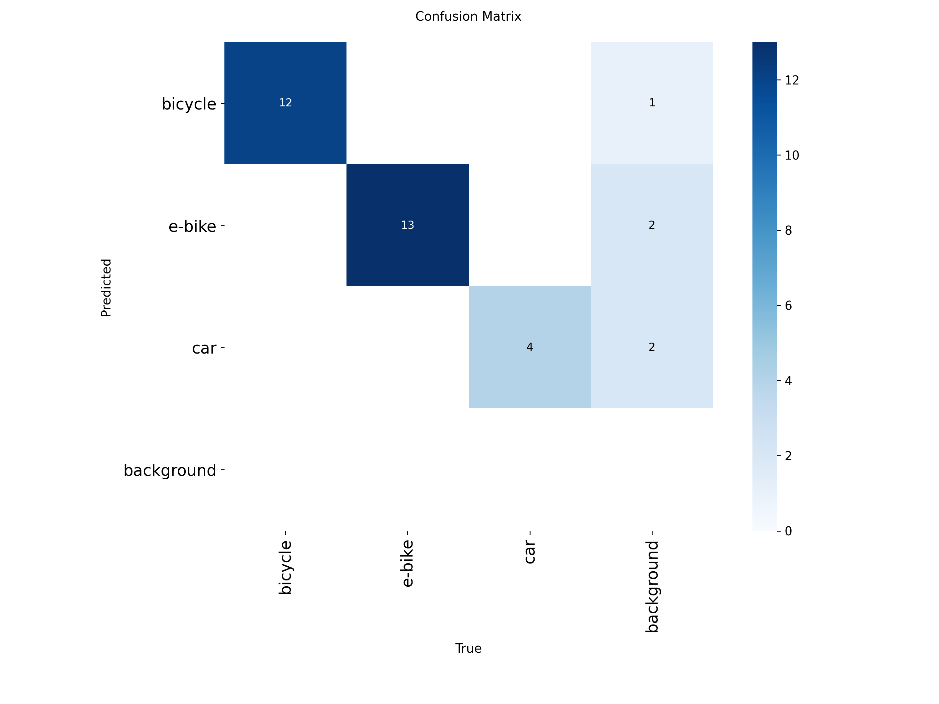 Confusion Matrix
bicycle
e-bike
car
background
Predicted
12
1
13
2
4
2
12
10
8
6
4
2
0
bicycle
e-bike
car
background
True